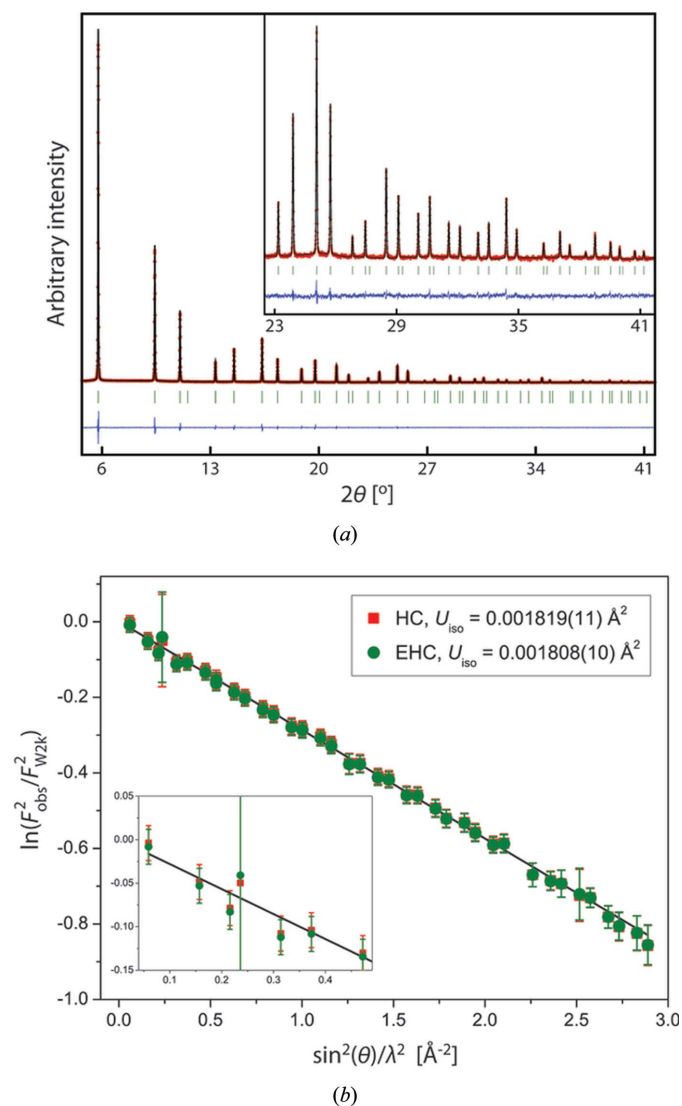 Arbitrary intensity
23 29 35 41
6 13 20 27 34 41
2θ [º]
(a)
HC, Uiso = 0.001819(11) Å²
EHC, Uiso = 0.001808(10) Å²
ln(F²obs/F²W2k)
0.0
-0.2
-0.4
-0.6
-0.8
-1.0
0.05
0.00
-0.05
-0.10
-0.15
0.1 0.2 0.3 0.4
0.0 0.5 1.0 1.5 2.0 2.5 3.0
sin²(θ)/λ² [Å⁻²]
(b)